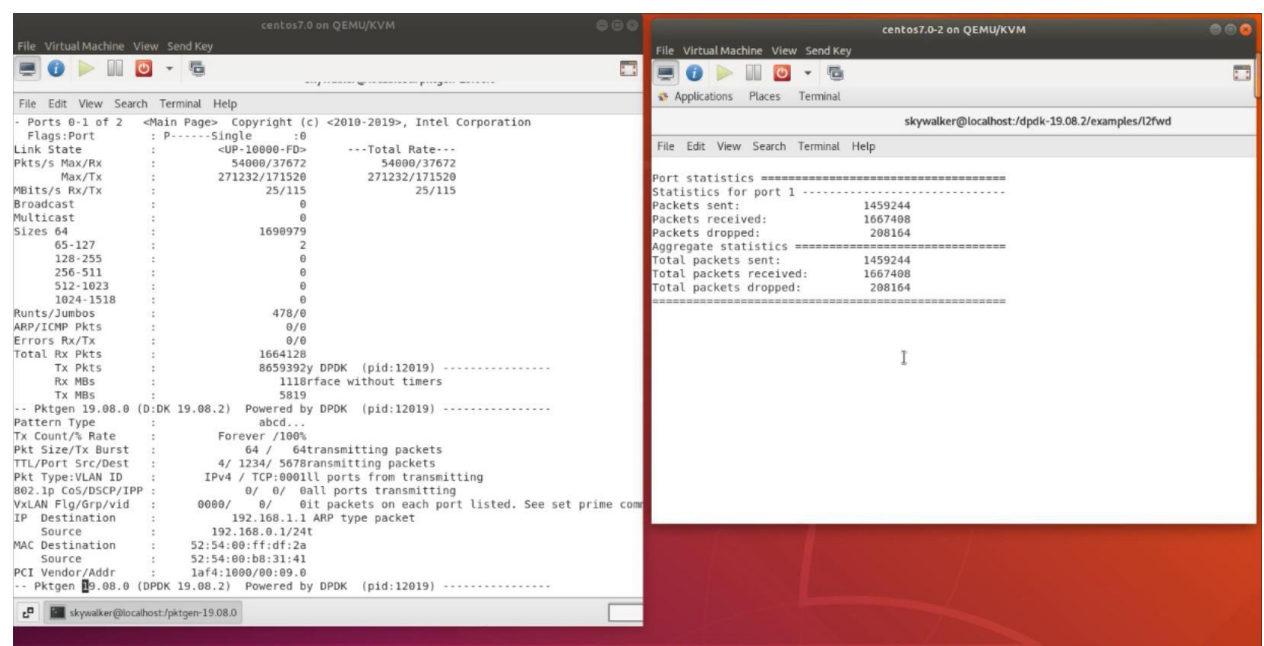 centos7.0 on QEMU/KVM
File Virtual Machine View Send Key
File Edit View Search Terminal Help
- Ports 0-1 of 2 <Main Page> Copyright (c) <2010-2019>, Intel Corporation
Flags:Port : P------Single :0
Link State : <UP-10000-FD> ---Total Rate---
Pkts/s Max/Rx : 54000/37672 54000/37672
Max/Tx : 271232/171520 271232/171520
MBits/s Rx/Tx : 25/115 25/115
Broadcast : 0
Multicast : 0
Sizes 64 : 1690979
65-127 : 2
128-255 : 0
256-511 : 0
512-1023 : 0
1024-1518 : 0
Runts/Jumbos : 478/0
ARP/ICMP Pkts : 0/0
Errors Rx/Tx : 0/0
Total Rx Pkts : 1664128
Tx Pkts : 8659392y DPDK (pid:12019) ----------------
Rx MBs : 1118rface without timers
Tx MBs : 5819
-- Pktgen 19.08.0 (D:DK 19.08.2) Powered by DPDK (pid:12019) ----------------
Pattern Type : abcd...
Tx Count/% Rate : Forever /100%
Pkt Size/Tx Burst : 64 / 64transmitting packets
TTL/Port Src/Dest : 4/ 1234/ 5678ransmitting packets
Pkt Type:VLAN ID : IPv4 / TCP:0001ll ports from transmitting
802.1p CoS/DSCP/IPP : 0/ 0/ 0all ports transmitting
VxLAN Flg/Grp/vid : 0000/ 0/ 0it packets on each port listed. See set prime com
IP Destination : 192.168.1.1 ARP type packet
Source : 192.168.0.1/24t
MAC Destination : 52:54:00:ff:df:2a
Source : 52:54:00:b8:31:41
PCI Vendor/Addr : 1af4:1000/00:09.0
-- Pktgen 19.08.0 (DPDK 19.08.2) Powered by DPDK (pid:12019) ----------------
skywalker@localhost:/pktgen-19.08.0
centos7.0-2 on QEMU/KVM
File Virtual Machine View Send Key
Applications Places Terminal
skywalker@localhost:/dpdk-19.08.2/examples/l2fwd
File Edit View Search Terminal Help
Port statistics ====================================
Statistics for port 1 ------------------------------
Packets sent: 1459244
Packets received: 1667408
Packets dropped: 208164
Aggregate statistics ===============================
Total packets sent: 1459244
Total packets received: 1667408
Total packets dropped: 208164
====================================================